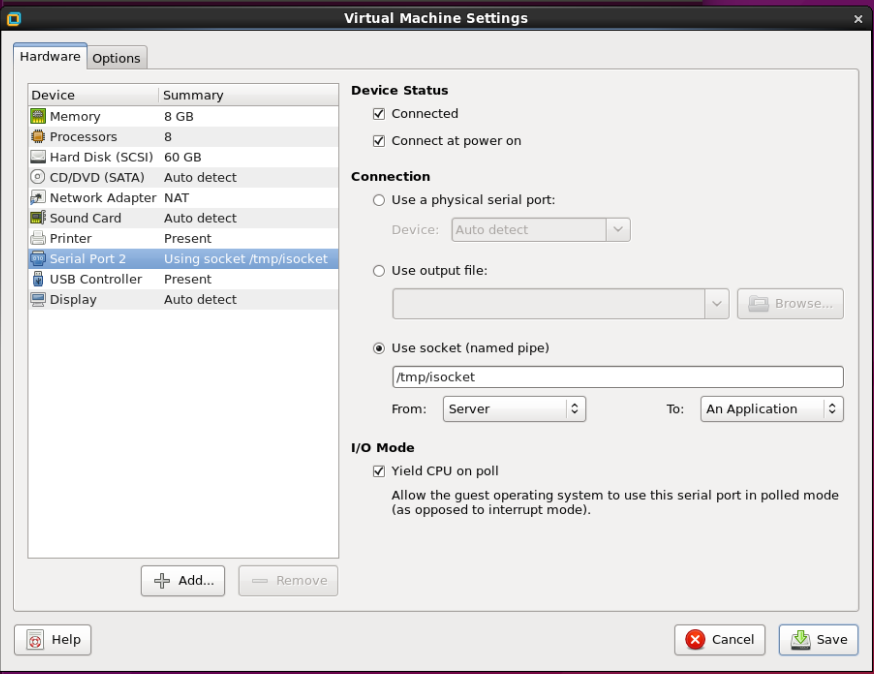 Virtual Machine Settings
Hardware Options
Device Summary
Memory 8 GB
Processors 8
Hard Disk (SCSI) 60 GB
CD/DVD (SATA) Auto detect
Network Adapter NAT
Sound Card Auto detect
Printer Present
Serial Port 2 Using socket /tmp/isocket
USB Controller Present
Display Auto detect
Add... Remove
Device Status
Connected
Connect at power on
Connection
Use a physical serial port:
Device: Auto detect
Use output file:
Browse...
Use socket (named pipe)
/tmp/isocket
From: Server To: An Application
I/O Mode
Yield CPU on poll
Allow the guest operating system to use this serial port in polled mode
(as opposed to interrupt mode).
Help Cancel Save